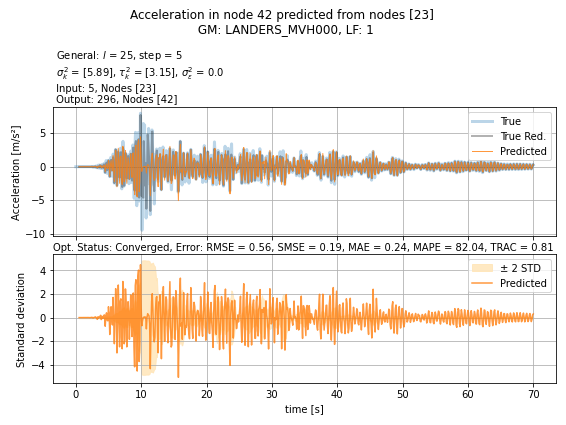 Acceleration in node 42 predicted from nodes [23]
GM: LANDERS_MVH000, LF: 1
General: l = 25, step = 5
σ²ₖ = [5.89], τ²ₖ = [3.15], σ²ε = 0.0
Input: 5, Nodes [23]
Output: 296, Nodes [42]
Acceleration [m/s²]
5
0
−5
−10
True
True Red.
Predicted
Opt. Status: Converged, Error: RMSE = 0.56, SMSE = 0.19, MAE = 0.24, MAPE = 82.04, TRAC = 0.81
Standard deviation
4
2
0
−2
−4
± 2 STD
Predicted
0 10 20 30 40 50 60 70
time [s]